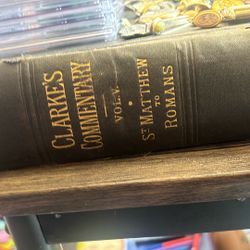 CLARKE'S
COMMENTARY
VOL. V.
ST MATTHEW
TO
ROMANS